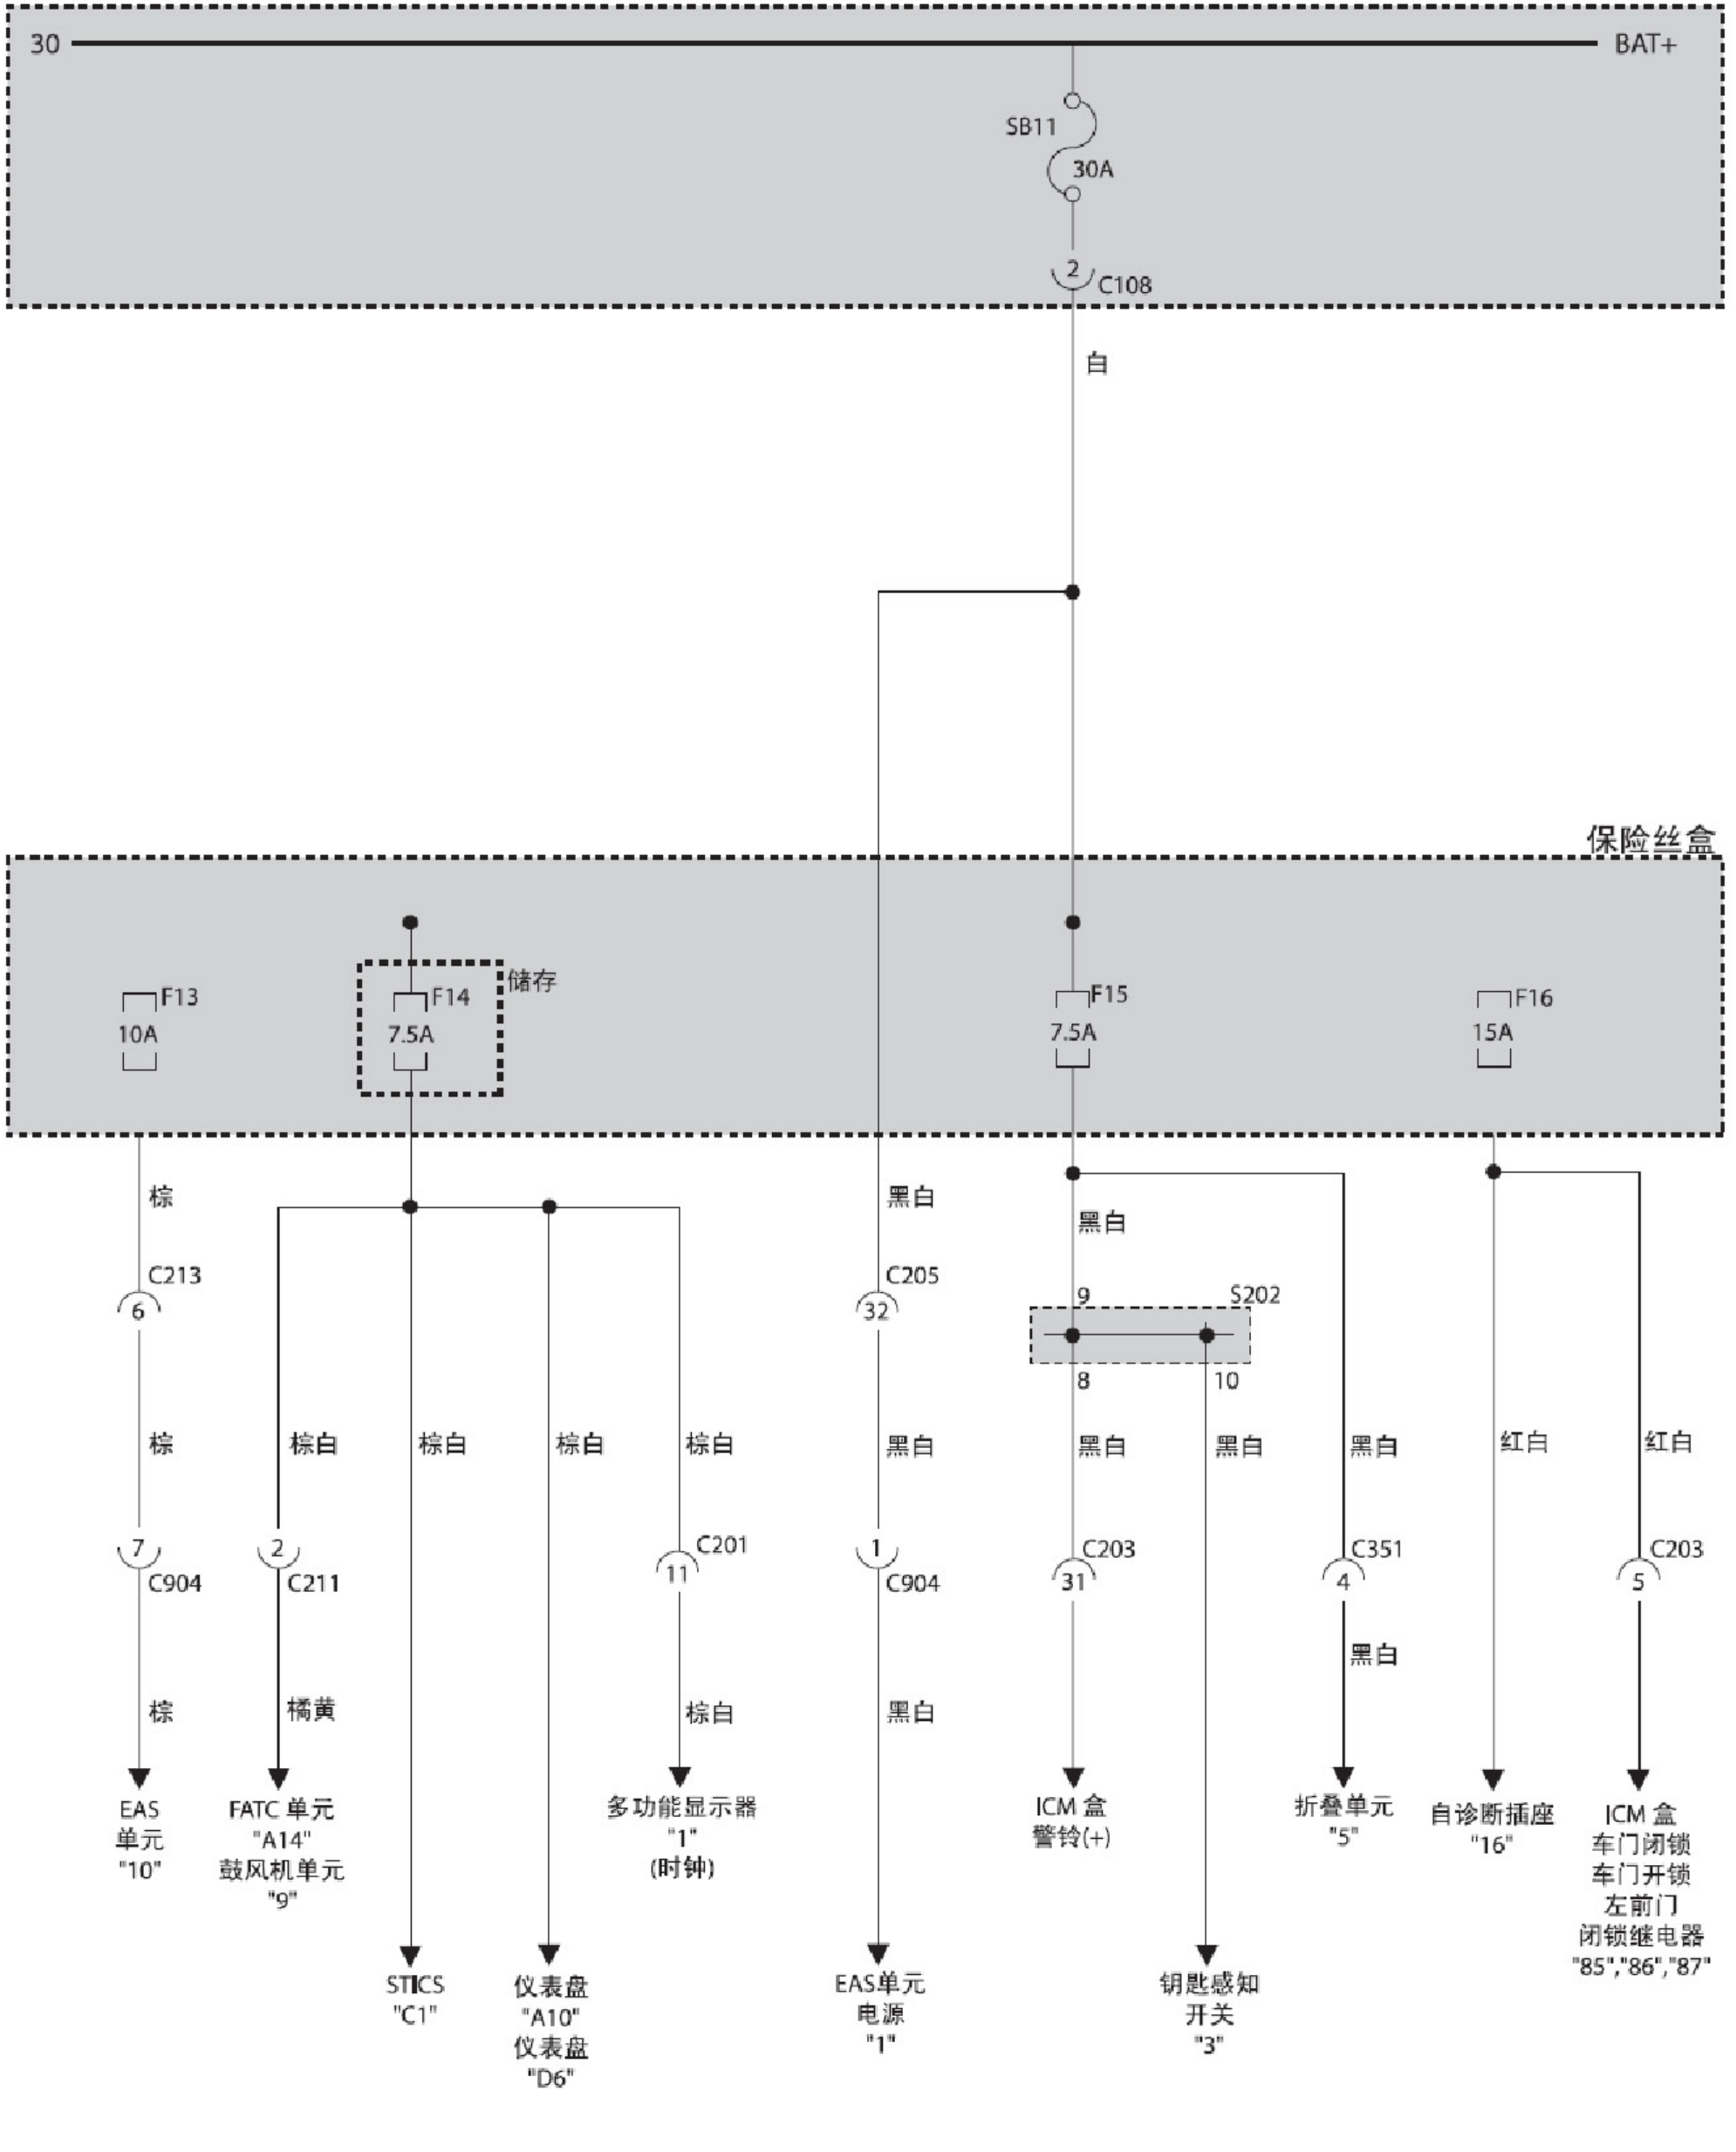 30
BAT+
SB11
30A
2
C108
白
保险丝盒
储存
F13
10A
F14
7.5A
F15
7.5A
F16
15A
棕
黑白
黑白
C213
6
C205
32
9
S202
8
10
棕
棕白
棕白
棕白
棕白
黑白
黑白
黑白
黑白
红白
红白
7
C904
2
C211
C201
11
1
C904
C203
31
C351
4
C203
5
黑白
棕
橘黄
棕白
黑白
EAS
单元
"10"
FATC 单元
"A14"
鼓风机单元
"9"
多功能显示器
"1"
(时钟)
ICM 盒
警铃(+)
折叠单元
"5"
自诊断插座
"16"
ICM 盒
车门闭锁
车门开锁
左前门
闭锁继电器
"85","86","87"
STICS
"C1"
仪表盘
"A10"
仪表盘
"D6"
EAS单元
电源
"1"
钥匙感知
开关
"3"